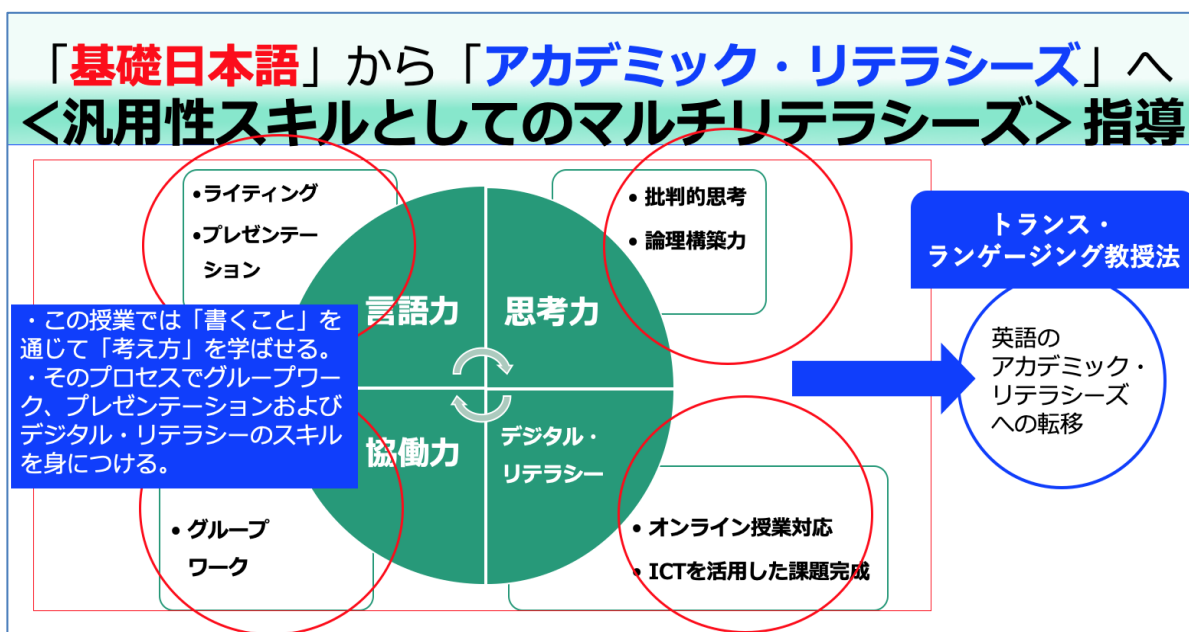 「基礎日本語」から「アカデミック・リテラシーズ」へ
<汎用性スキルとしてのマルチリテラシーズ>指導
•ライティング
•プレゼンテー
ション
• 批判的思考
• 論理構築力
言語力
思考力
協働力
デジタル・
リテラシー
・この授業では「書くこと」を
通じて「考え方」を学ばせる。
・そのプロセスでグループワー
ク、プレゼンテーションおよび
デジタル・リテラシーのスキル
を身につける。
• グループ
ワーク
• オンライン授業対応
• ICTを活用した課題完成
トランス・
ランゲージング教授法
英語の
アカデミック・
リテラシーズ
への転移